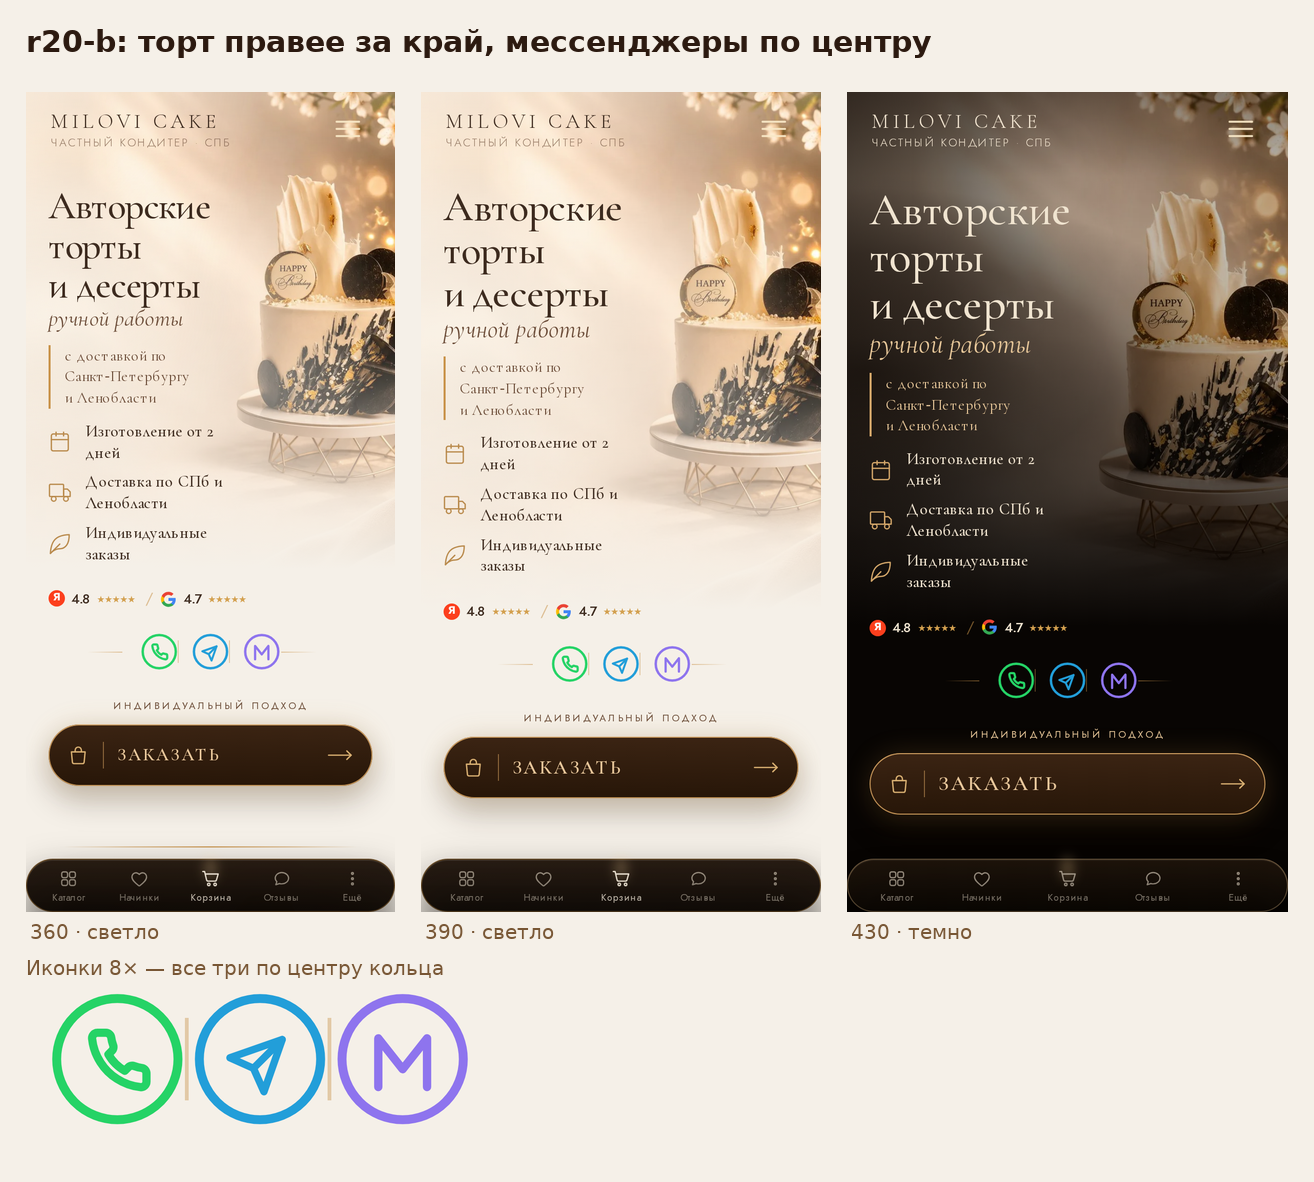 r20-b: торт правее за край, мессенджеры по центру
MILOVI CAKE
ЧАСТНЫЙ КОНДИТЕР · СПБ
Авторские
торты
и десерты
ручной работы
с доставкой по
Санкт-Петербургу
и Ленобласти
Изготовление от 2
дней
Доставка по СПб и
Ленобласти
Индивидуальные
заказы
Я 4.8 ★★★★★ / G 4.7 ★★★★★
M
ИНДИВИДУАЛЬНЫЙ ПОДХОД
ЗАКАЗАТЬ
Каталог Начинки Корзина Отзывы Ещё
HAPPY
Birthday
360 · светло
MILOVI CAKE
ЧАСТНЫЙ КОНДИТЕР · СПБ
Авторские
торты
и десерты
ручной работы
с доставкой по
Санкт-Петербургу
и Ленобласти
Изготовление от 2
дней
Доставка по СПб и
Ленобласти
Индивидуальные
заказы
Я 4.8 ★★★★★ / G 4.7 ★★★★★
M
ИНДИВИДУАЛЬНЫЙ ПОДХОД
ЗАКАЗАТЬ
Каталог Начинки Корзина Отзывы Ещё
HAPPY
Birthday
390 · светло
MILOVI CAKE
ЧАСТНЫЙ КОНДИТЕР · СПБ
Авторские
торты
и десерты
ручной работы
с доставкой по
Санкт-Петербургу
и Ленобласти
Изготовление от 2
дней
Доставка по СПб и
Ленобласти
Индивидуальные
заказы
Я 4.8 ★★★★★ / G 4.7 ★★★★★
M
ИНДИВИДУАЛЬНЫЙ ПОДХОД
ЗАКАЗАТЬ
Каталог Начинки Корзина Отзывы Ещё
HAPPY
Birthday
430 · темно
Иконки 8× — все три по центру кольца
M